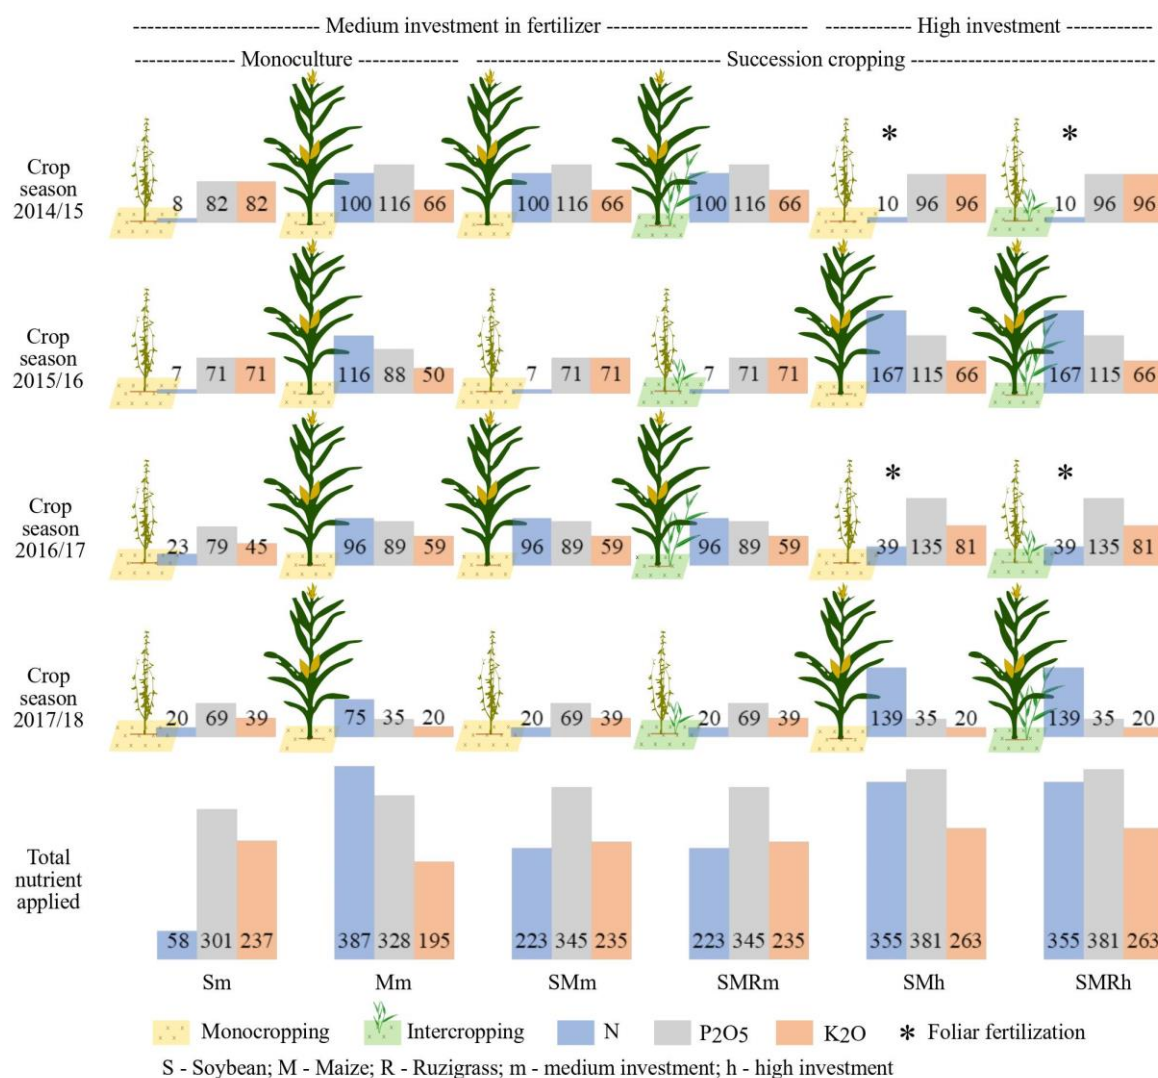 Medium investment in fertilizer High investment
Monoculture Succession cropping
Crop season 2014/15
8 82 82 100 116 66 100 116 66 100 116 66 * 10 96 96 * 10 96 96
Crop season 2015/16
7 71 71 116 88 50 7 71 71 7 71 71 167 115 66 167 115 66
Crop season 2016/17
23 79 45 96 89 59 96 89 59 96 89 59 * 39 135 81 * 39 135 81
Crop season 2017/18
20 69 39 75 35 20 20 69 39 20 69 39 139 35 20 139 35 20
Total nutrient applied
58 301 237 387 328 195 223 345 235 223 345 235 355 381 263 355 381 263
Sm Mm SMm SMRm SMh SMRh
Monocropping Intercropping N P2O5 K2O * Foliar fertilization
S - Soybean; M - Maize; R - Ruzigrass; m - medium investment; h - high investment